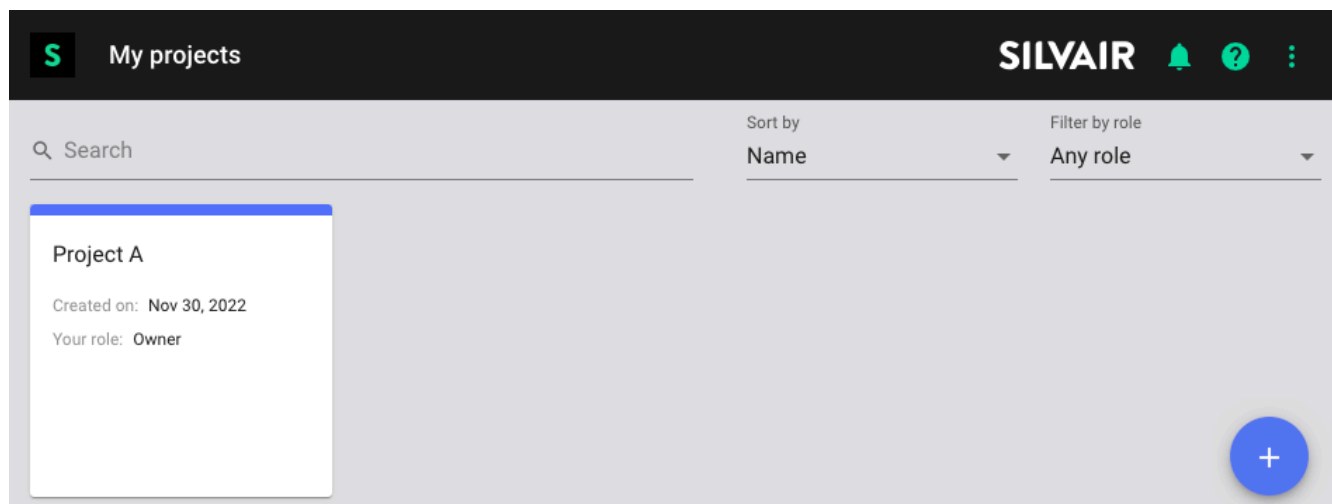 S
My projects
SILVAIR
?
Search
Sort by
Name
Filter by role
Any role
Project A
Created on: Nov 30, 2022
Your role: Owner
+